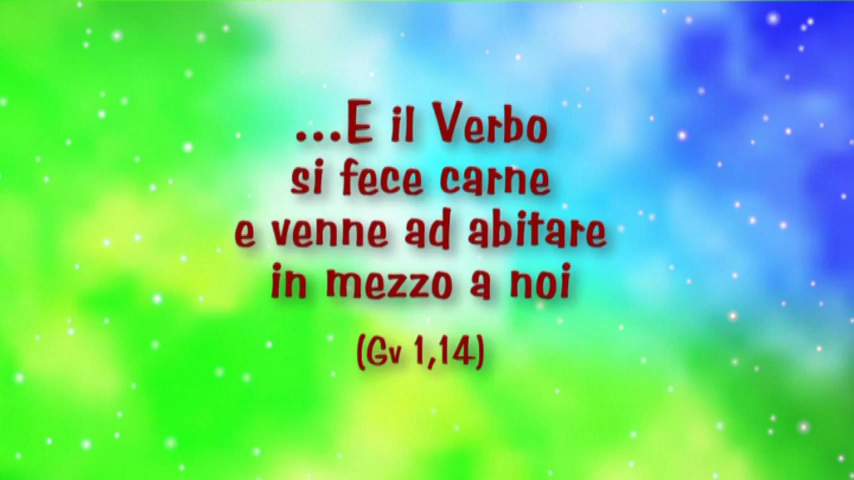 ...E il Verbo
si fece carne
e venne ad abitare
in mezzo a noi
(Gv 1,14)